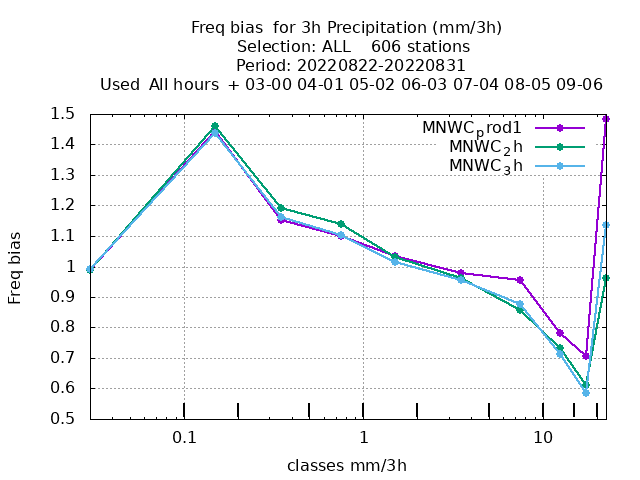 Freq bias  for 3h Precipitation (mm/3h)
Selection: ALL    606 stations
Period: 20220822-20220831
Used  All hours  + 03-00 04-01 05-02 06-03 07-04 08-05 09-06
1.5
1.4
1.3
1.2
1.1
1
0.9
0.8
0.7
0.6
0.5
Freq bias
MNWCprod1
MNWC2h
MNWC3h
0.1
1
10
classes mm/3h